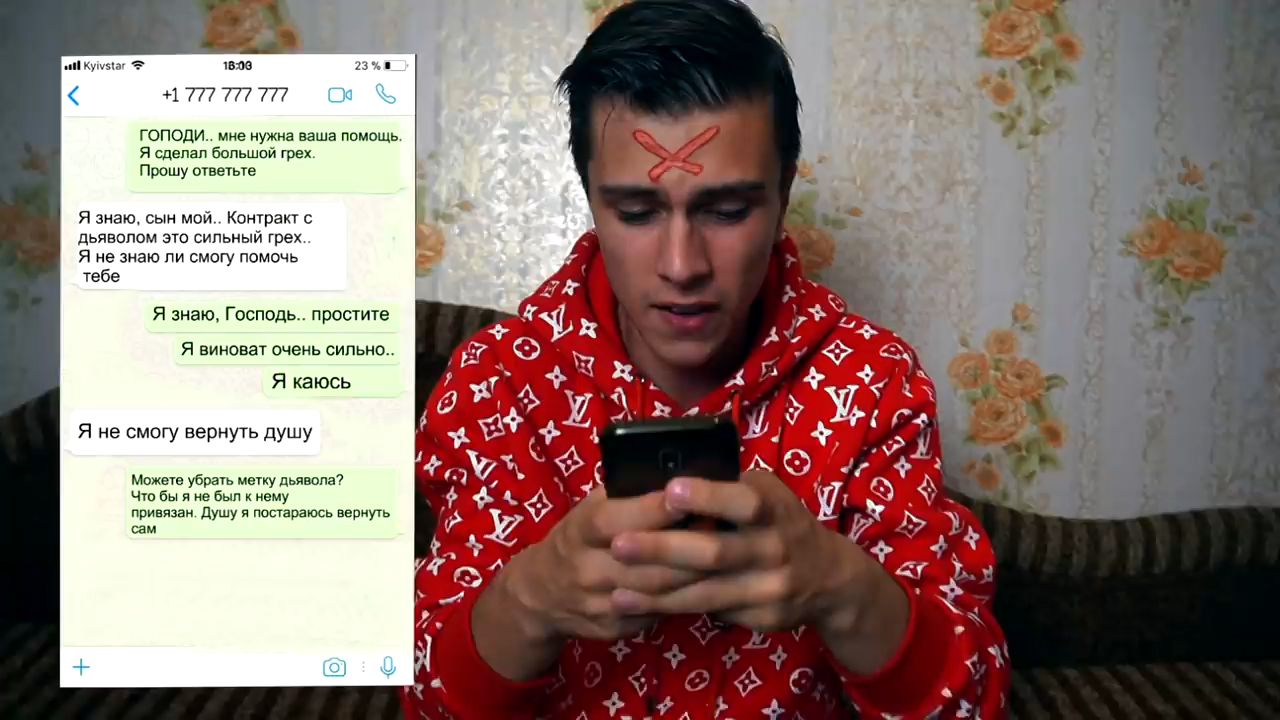 Kyivstar
18:03
23 %
+1 777 777 777
ГОПОДИ.. мне нужна ваша помощь.
Я сделал большой грех.
Прошу ответьте
Я знаю, сын мой.. Контракт с
дьяволом это сильный грех..
Я не знаю ли смогу помочь
тебе
Я знаю, Господь.. простите
Я виноват очень сильно..
Я каюсь
Я не смогу вернуть душу
Можете убрать метку дьявола?
Что бы я не был к нему
привязан. Душу я постараюсь вернуть
сам